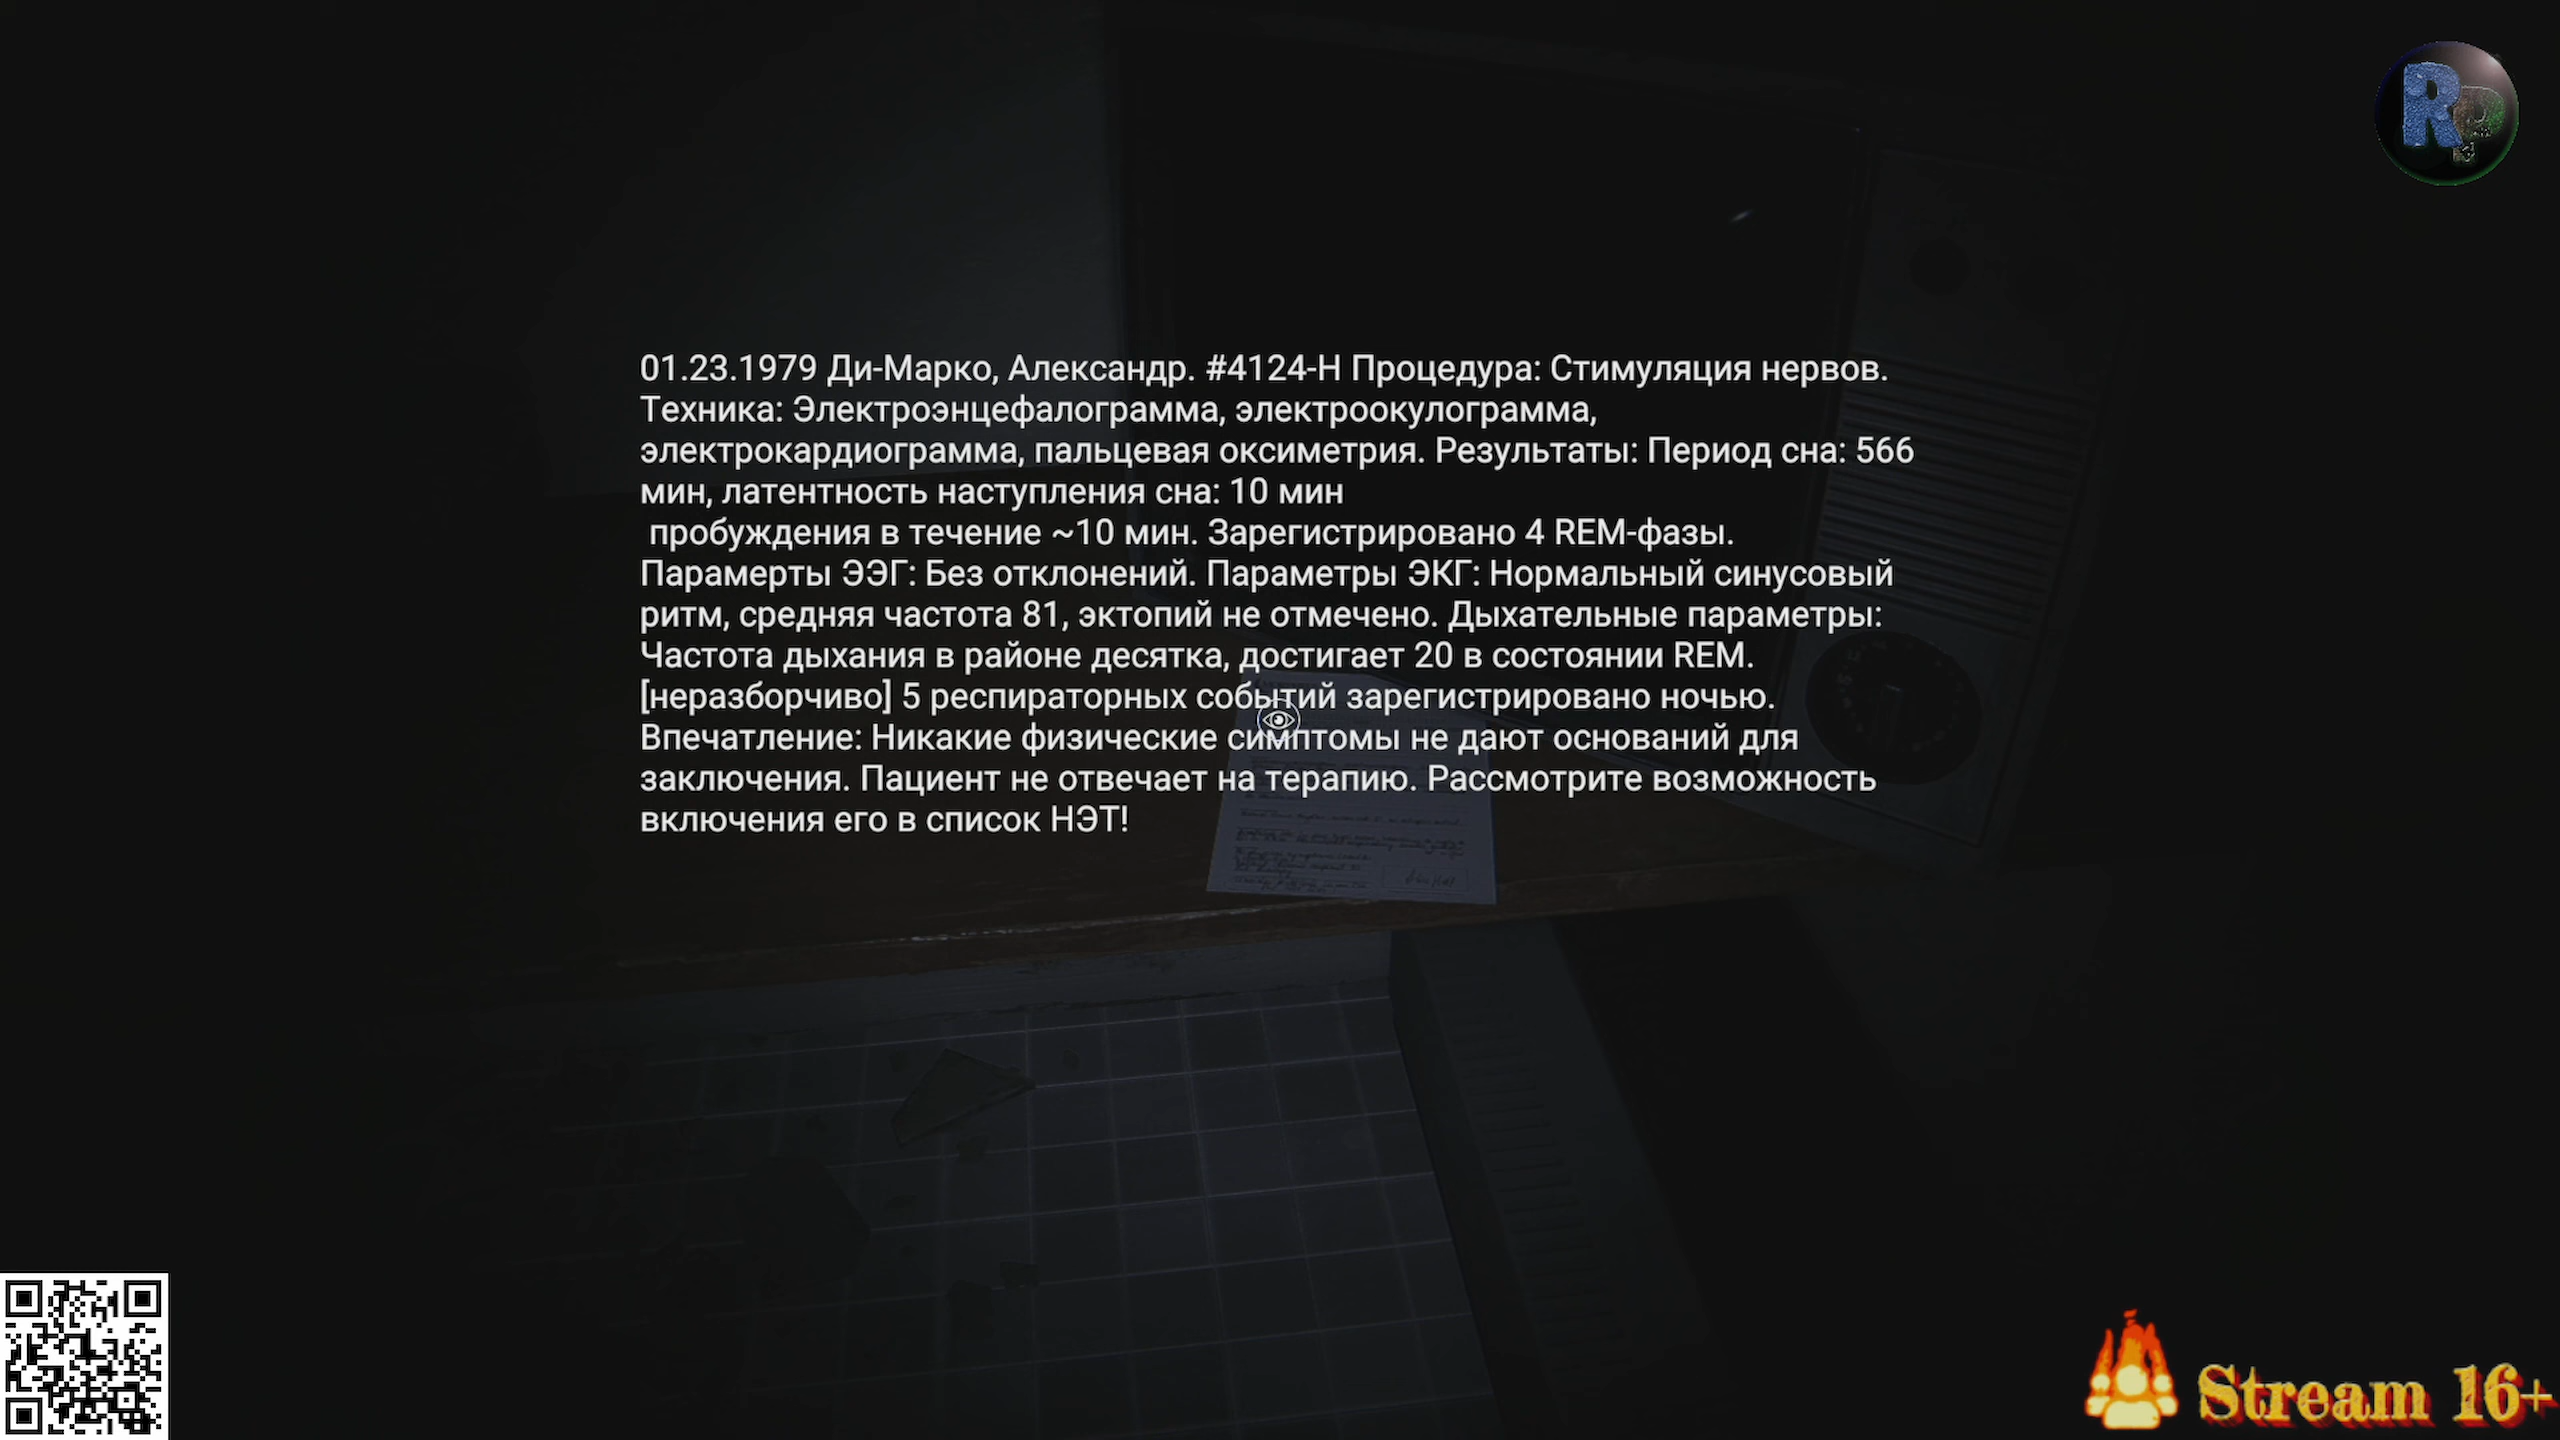 01.23.1979 Ди-Марко, Александр. #4124-H Процедура: Стимуляция нервов.
Техника: Электроэнцефалограмма, электроокулограмма,
электрокардиограмма, пальцевая оксиметрия. Результаты: Период сна: 566
мин, латентность наступления сна: 10 мин
пробуждения в течение ~10 мин. Зарегистрировано 4 REM-фазы.
Парамерты ЭЭГ: Без отклонений. Параметры ЭКГ: Нормальный синусовый
ритм, средняя частота 81, эктопий не отмечено. Дыхательные параметры:
Частота дыхания в районе десятка, достигает 20 в состоянии REM.
[неразборчиво] 5 респираторных событий зарегистрировано ночью.
Впечатление: Никакие физические симптомы не дают оснований для
заключения. Пациент не отвечает на терапию. Рассмотрите возможность
включения его в список НЭТ!
Stream 16+